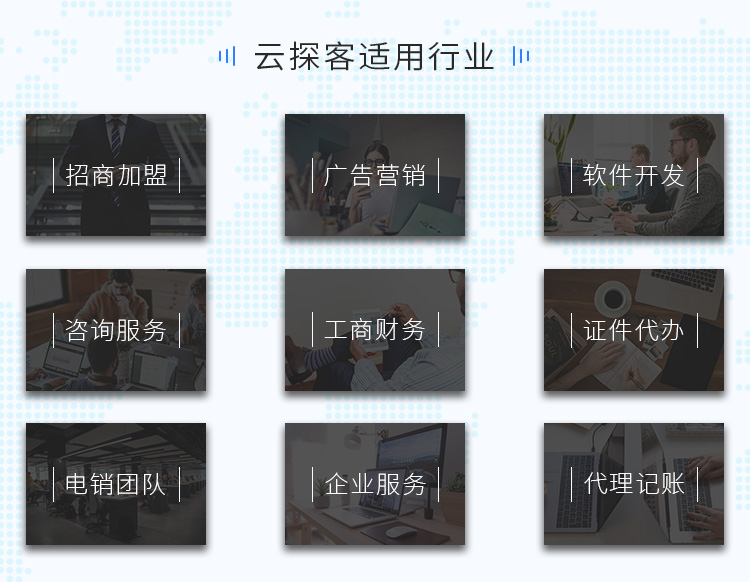 云探客适用行业
招商加盟
广告营销
软件开发
咨询服务
工商财务
证件代办
电销团队
企业服务
代理记账